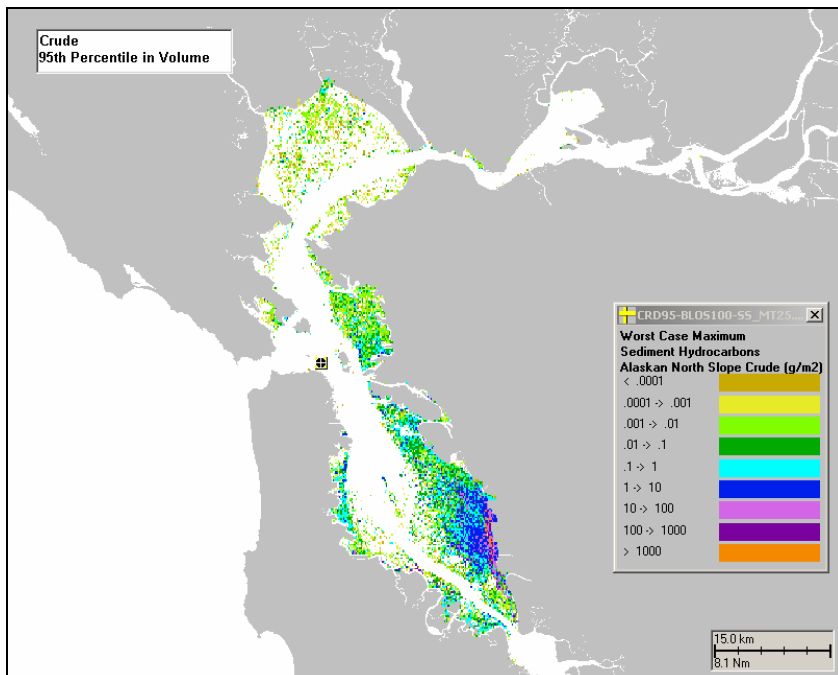 Crude
95th Percentile in Volume
CRD95-BLOS100-SS_MT25....
Worst Case Maximum
Sediment Hydrocarbons
Alaskan North Slope Crude (g/m2)
< .0001
.0001 -> .001
.001 -> .01
.01 -> .1
.1 -> 1
1 -> 10
10 -> 100
100 -> 1000
> 1000
15.0 km
8.1 Nm